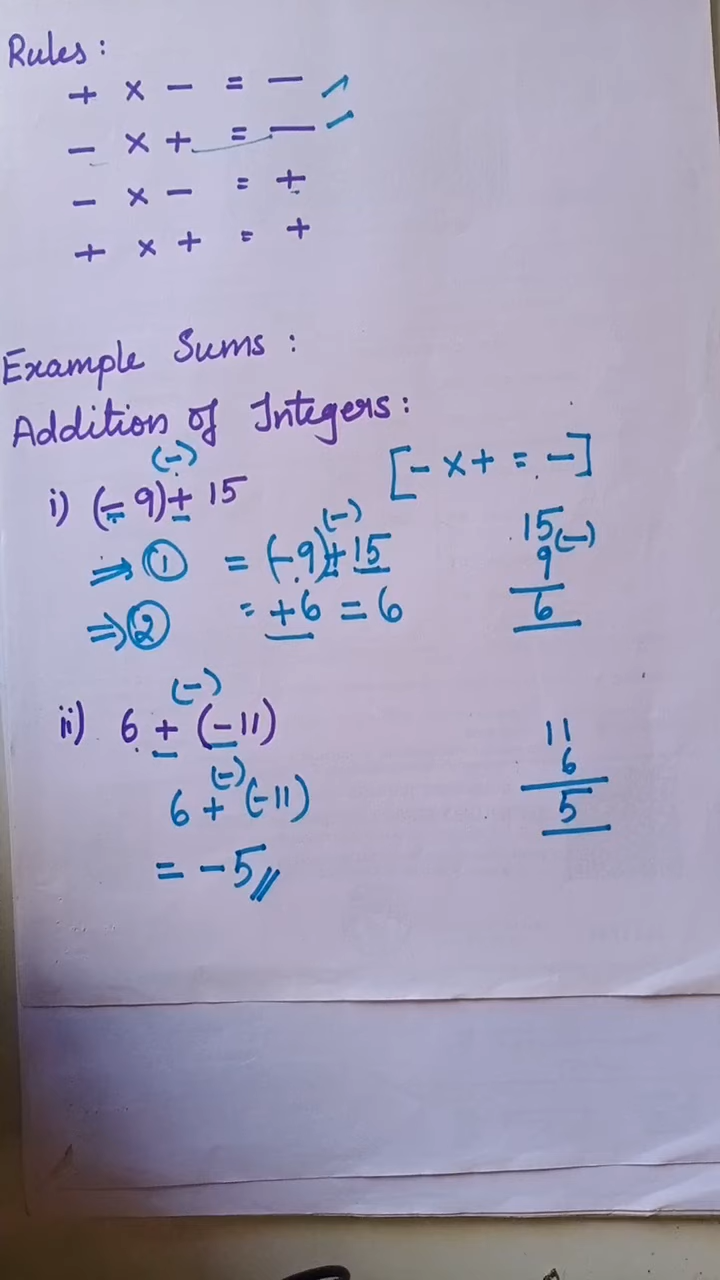 Rules:
+ × − = −
− × + = −
− × − = +
+ × + = +
Example Sums:
Addition of Integers:
(−)
i) (−9)+15
[− × + = −]
(−)
⇒ ① = (−9)+15
⇒ ② = +6 = 6
15
(−)
9
6
(−)
ii) 6 + (−11)
(−)
6 + (−11)
= −5//
11
6
5